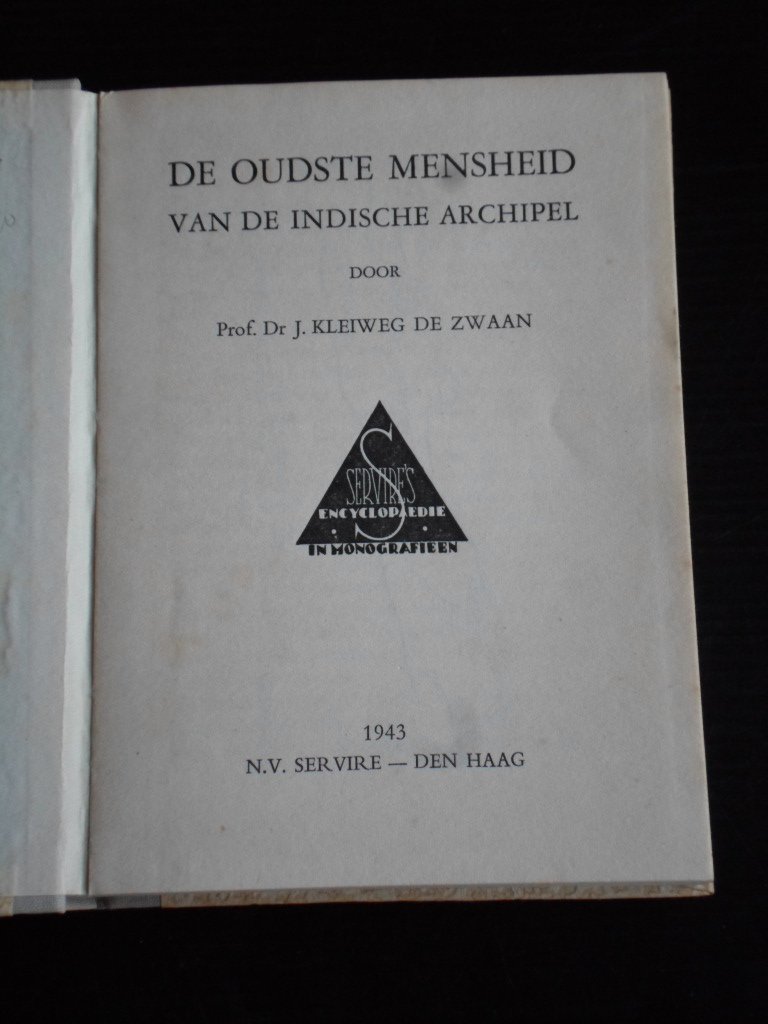 DE OUDSTE MENSHEID
VAN DE INDISCHE ARCHIPEL
DOOR
Prof. Dr J. KLEIWEG DE ZWAAN
S
SERVIRE'S
ENCYCLOPAEDIE
IN MONOGRAFIEEN
1943
N.V. SERVIRE — DEN HAAG